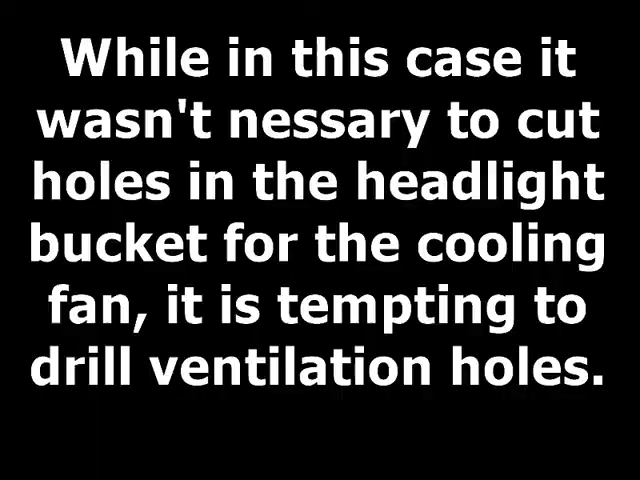 While in this case it
wasn't nessary to cut
holes in the headlight
bucket for the cooling
fan, it is tempting to
drill ventilation holes.